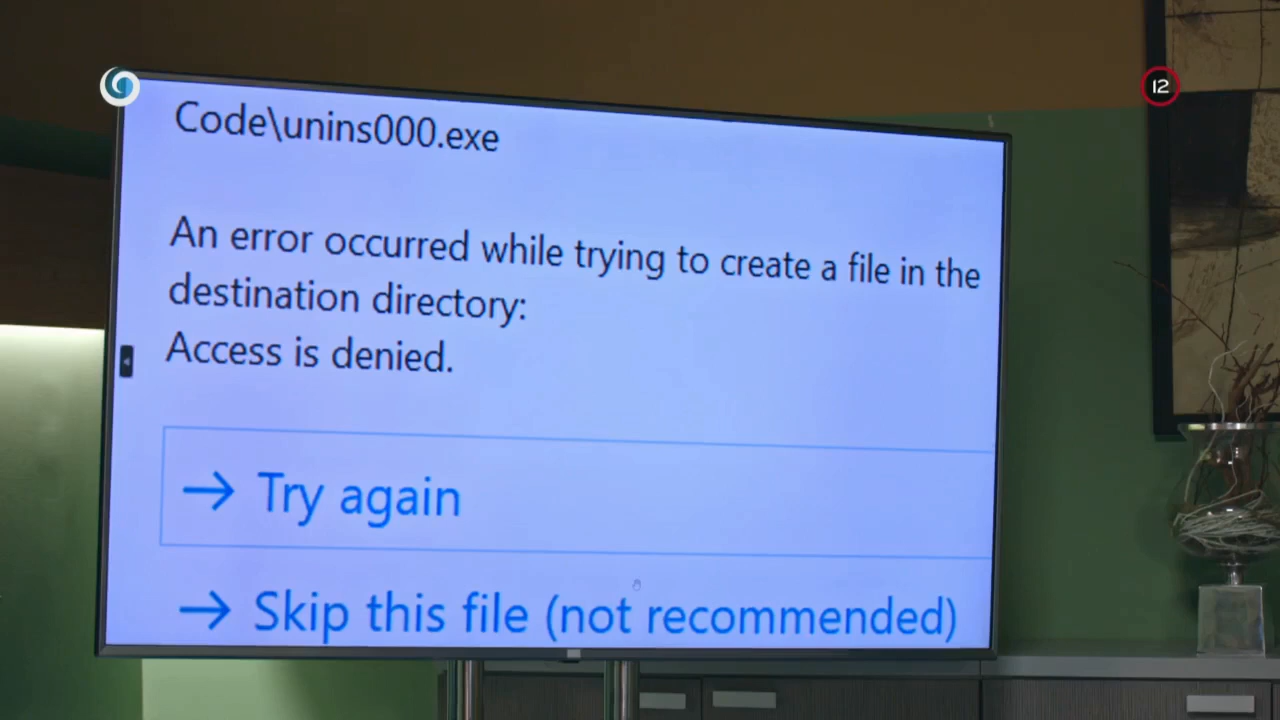 12
Code\unins000.exe
An error occurred while trying to create a file in the
destination directory:
Access is denied.
→ Try again
→ Skip this file (not recommended)